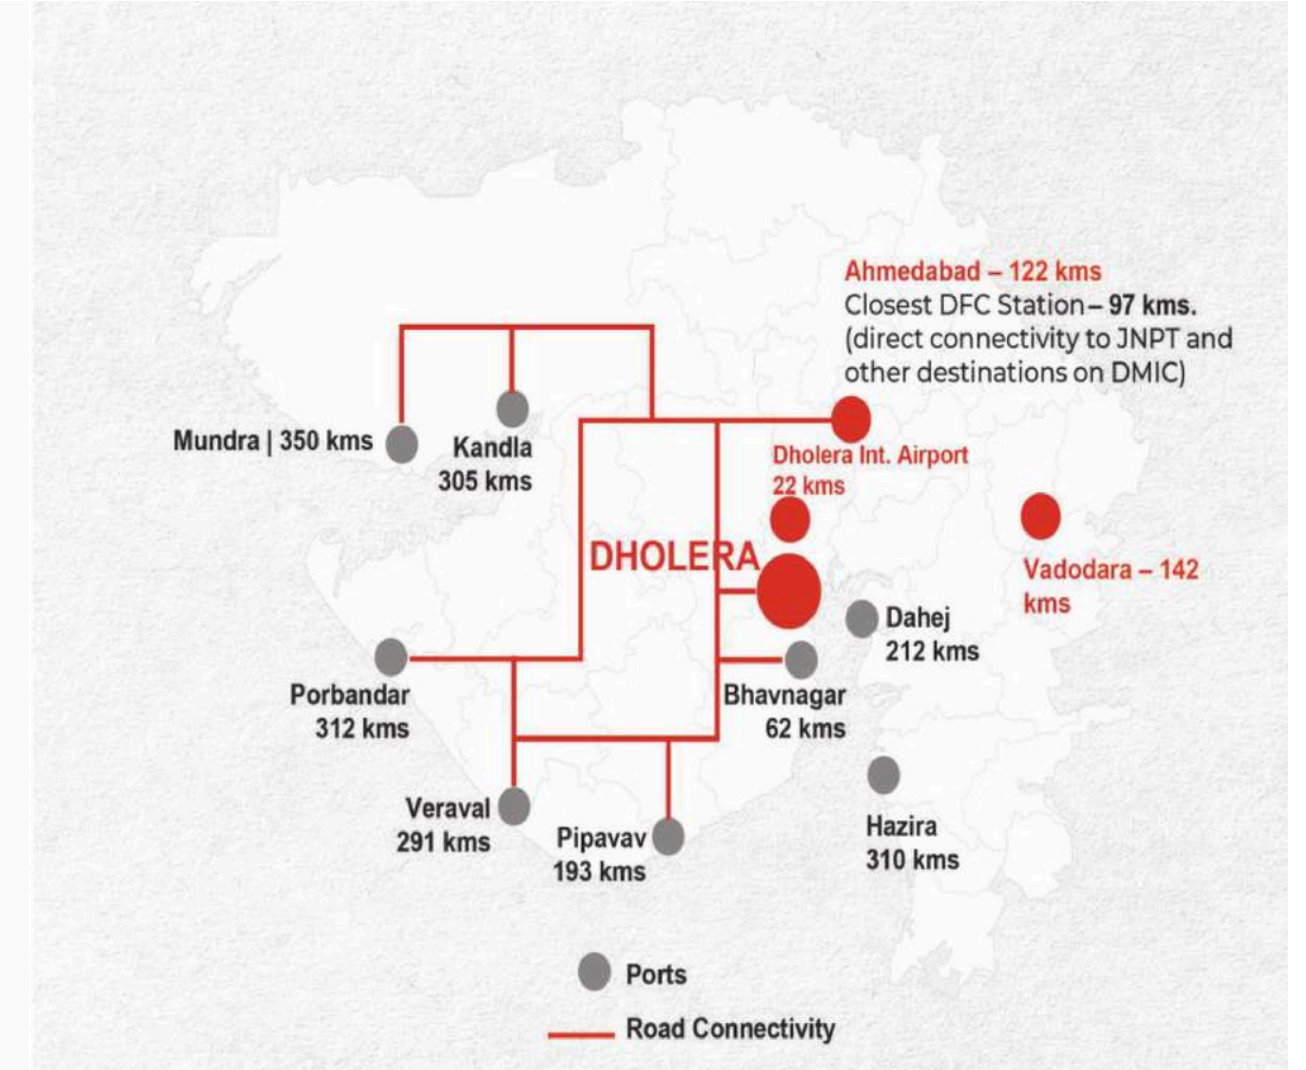 Ahmedabad – 122 kms
Closest DFC Station – 97 kms.
(direct connectivity to JNPT and
other destinations on DMIC)
Mundra | 350 kms
Kandla
305 kms
Dholera Int. Airport
22 kms
DHOLERA
Vadodara – 142
kms
Dahej
212 kms
Porbandar
312 kms
Bhavnagar
62 kms
Veraval
291 kms
Pipavav
193 kms
Hazira
310 kms
Ports
Road Connectivity